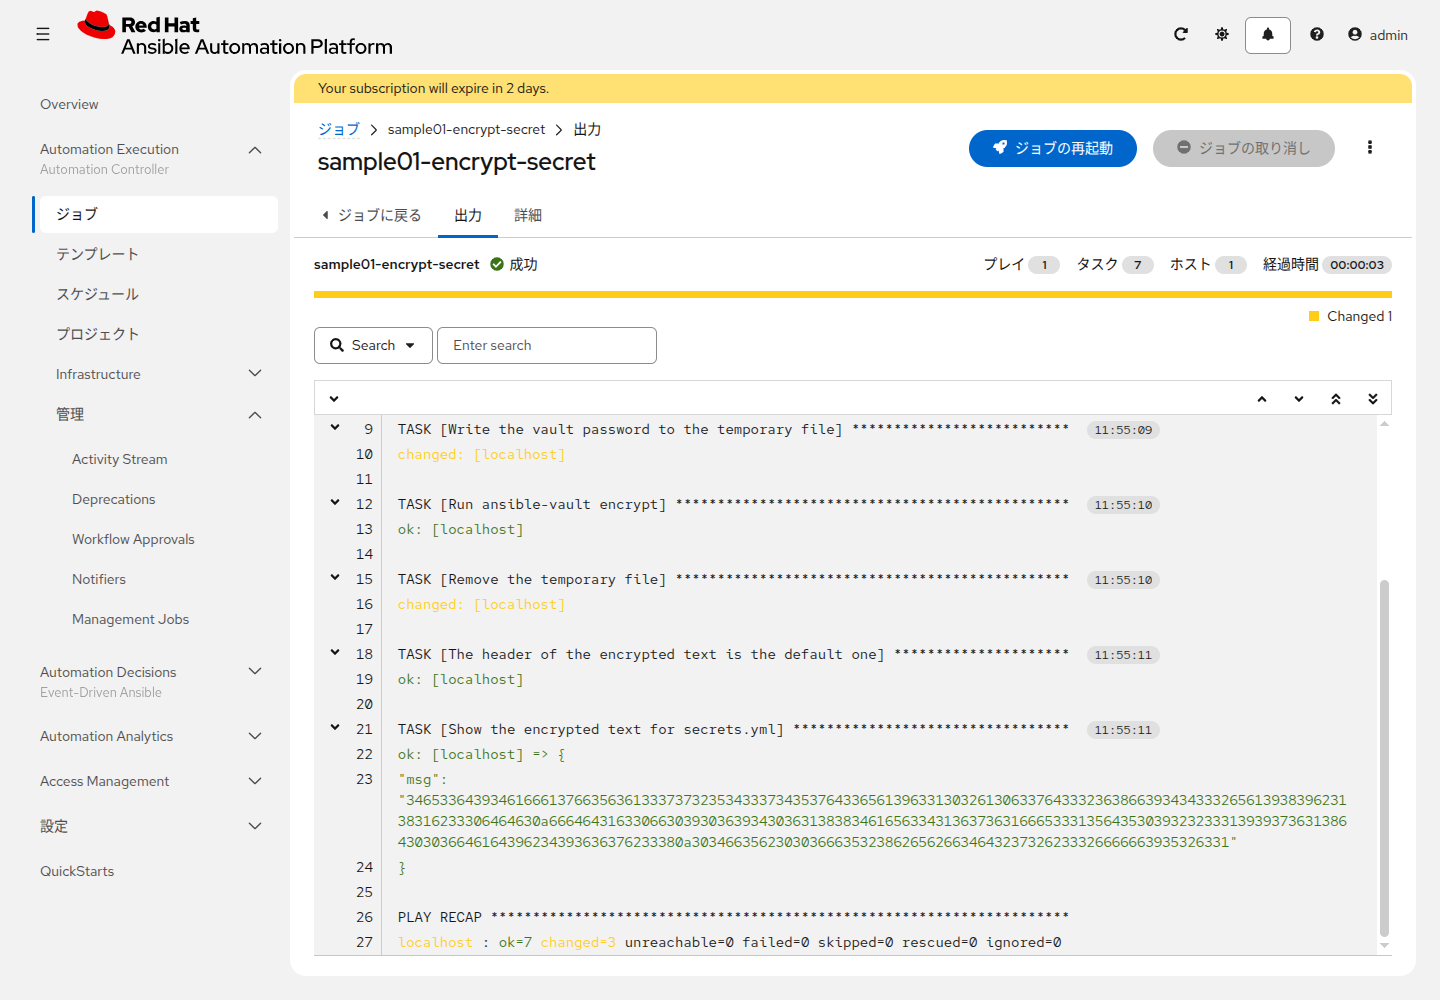 Red Hat
Ansible Automation Platform
admin
Your subscription will expire in 2 days.
Overview
Automation Execution
Automation Controller
ジョブ
テンプレート
スケジュール
プロジェクト
Infrastructure
管理
Activity Stream
Deprecations
Workflow Approvals
Notifiers
Management Jobs
Automation Decisions
Event-Driven Ansible
Automation Analytics
Access Management
設定
QuickStarts
ジョブ > sample01-encrypt-secret > 出力
sample01-encrypt-secret
ジョブの再起動
ジョブの取り消し
ジョブに戻る 出力 詳細
sample01-encrypt-secret 成功
プレイ 1 タスク 7 ホスト 1 経過時間 00:00:03
Changed 1
Search Enter search
9 TASK [Write the vault password to the temporary file] ************************** 11:55:09
10 changed: [localhost]
11
12 TASK [Run ansible-vault encrypt] *********************************************** 11:55:10
13 ok: [localhost]
14
15 TASK [Remove the temporary file] *********************************************** 11:55:10
16 changed: [localhost]
17
18 TASK [The header of the encrypted text is the default one] ********************* 11:55:11
19 ok: [localhost]
20
21 TASK [Show the encrypted text for secrets.yml] ********************************* 11:55:11
22 ok: [localhost] => {
23 "msg":
24 }
25
26 PLAY RECAP *********************************************************************
27 localhost : ok=7 changed=3 unreachable=0 failed=0 skipped=0 rescued=0 ignored=0